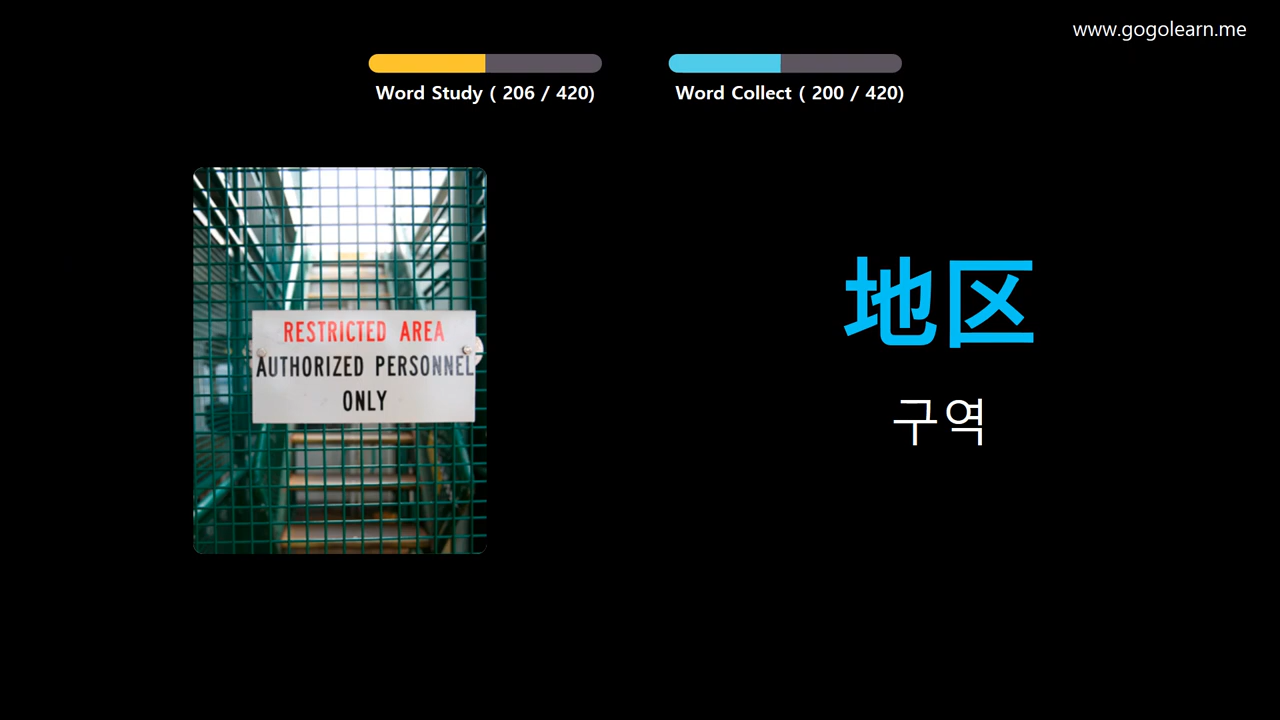 www.gogolearn.me
Word Study ( 206 / 420)
Word Collect ( 200 / 420)
RESTRICTED AREA
AUTHORIZED PERSONNEL
ONLY
地区
구역